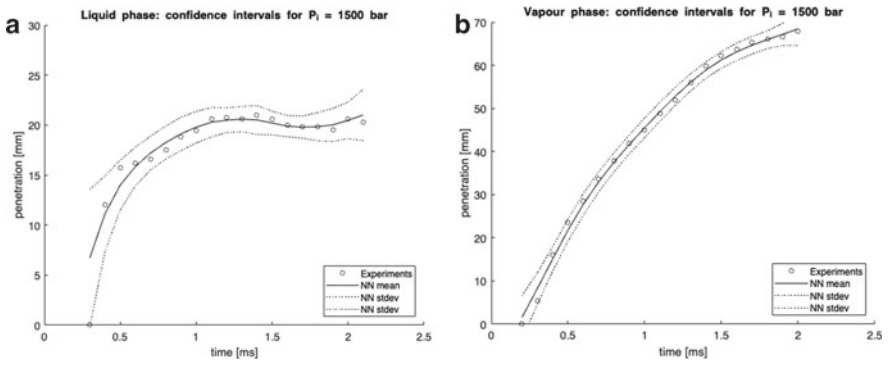 a
Liquid phase: confidence intervals for Pi = 1500 bar
30
25
20
15
10
5
0
penetration [mm]
0
0.5
1
1.5
2
2.5
time [ms]
Experiments
NN mean
NN stdev
NN stdev
b
Vapour phase: confidence intervals for Pi = 1500 bar
70
60
50
40
30
20
10
0
penetration [mm]
0
0.5
1
1.5
2
2.5
time [ms]
Experiments
NN mean
NN stdev
NN stdev